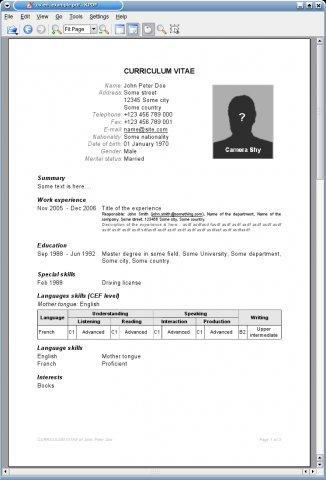 File Edit View Go Tools Settings Help
Fit Page
CURRICULUM VITAE
Name: John Peter Doe
Address: Some street
12345 Some city
Some country
Telephone: +123 456 789 000
Fax: +123 456 789 001
E-mail: name@site.com
Nationality: Some nationality
Date of birth: 01 January 1970
Gender: Male
Marital status: Married
?
Camera Shy
Summary
Some text is here...
Work experience
Nov 2005 - Dec 2006 Title of the experience
Responsible: John Smith (john.smith@something.com), Name of the department, Name of the
company, Some street, 123456 Some city, Some country.
Description of the experience is here
Education
Sep 1988 - Jun 1992 Master degree in some field, Some University, Some department,
Some city, Some country.
Special skills
Feb 1989 Driving license
Languages skills (CEF level)
Mother tongue: English
Language Understanding Speaking Writing
Listening Reading Interaction Production
French C1 Advanced C1 Advanced C1 Advanced C1 Advanced B2 Upper
intermediate
Language skills
English Mother tongue
French Proficient
Interests
Books
CURRICULUM VITAE of John Peter Doe Page 1 of 2